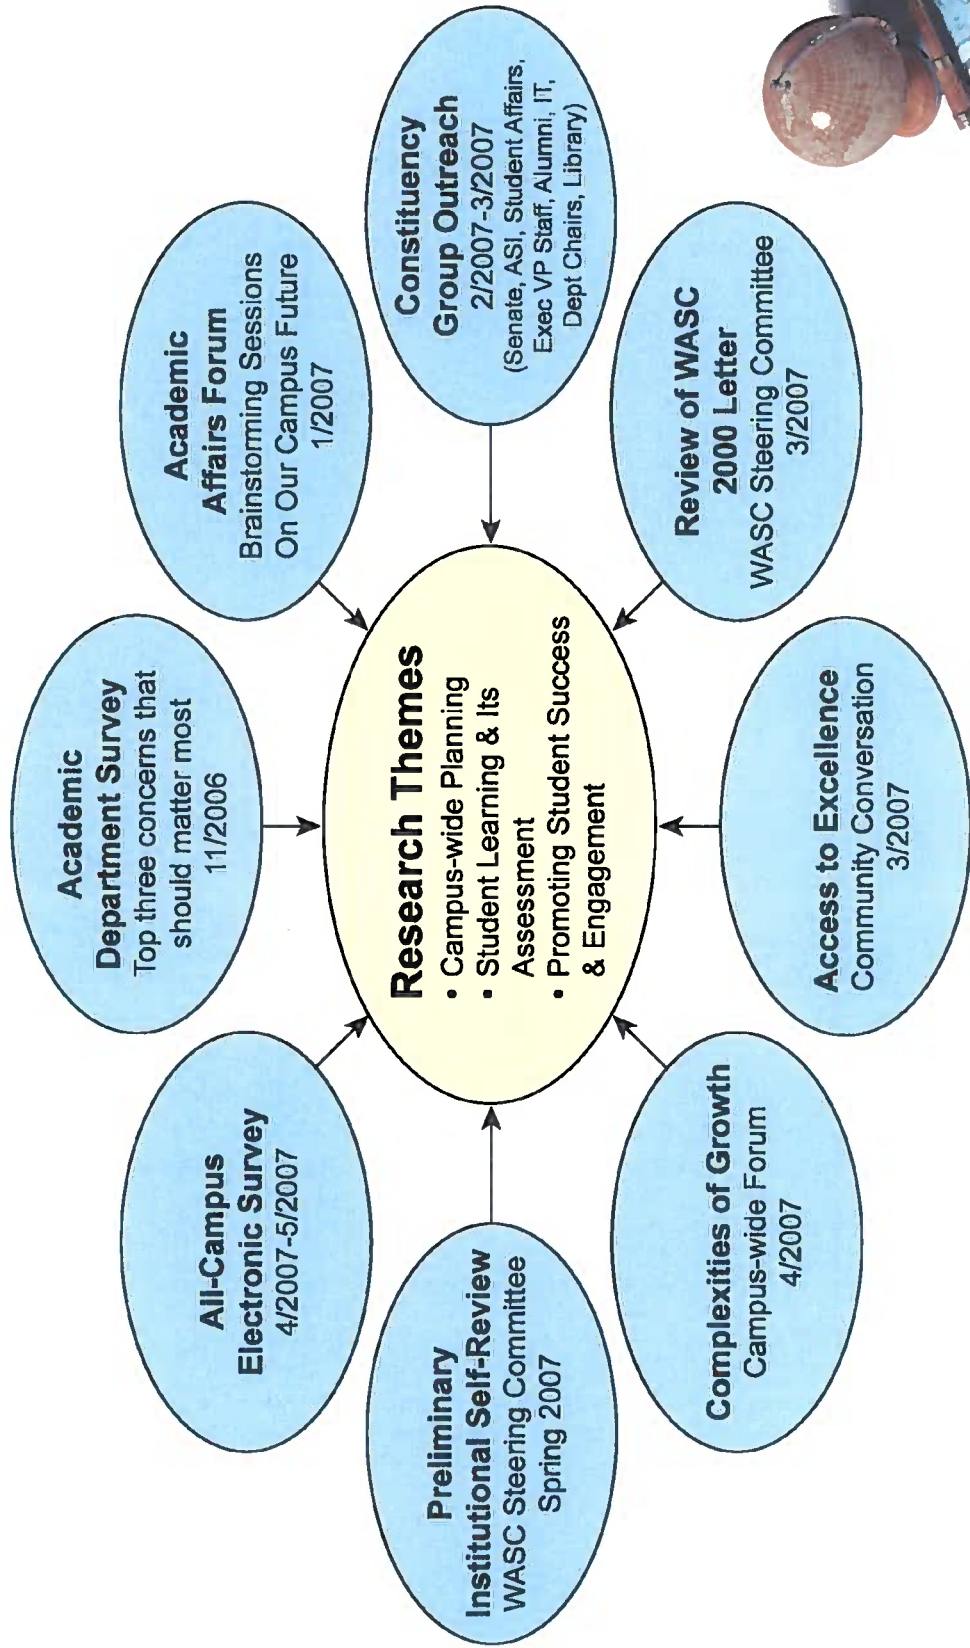 Academic
Department Survey
Top three concerns that
should matter most
11/2006
Academic
Affairs Forum
Brainstorming Sessions
On Our Campus Future
1/2007
Constituency
Group Outreach
2/2007-3/2007
(Senate, ASI, Student Affairs,
Exec VP Staff, Alumni, IT,
Dept Chairs, Library)
Review of WASC
2000 Letter
WASC Steering Committee
3/2007
Access to Excellence
Community Conversation
3/2007
Complexities of Growth
Campus-wide Forum
4/2007
Preliminary
Institutional Self-Review
WASC Steering Committee
Spring 2007
All-Campus
Electronic Survey
4/2007-5/2007
Research Themes
• Campus-wide Planning
• Student Learning & Its
Assessment
• Promoting Student Success
& Engagement